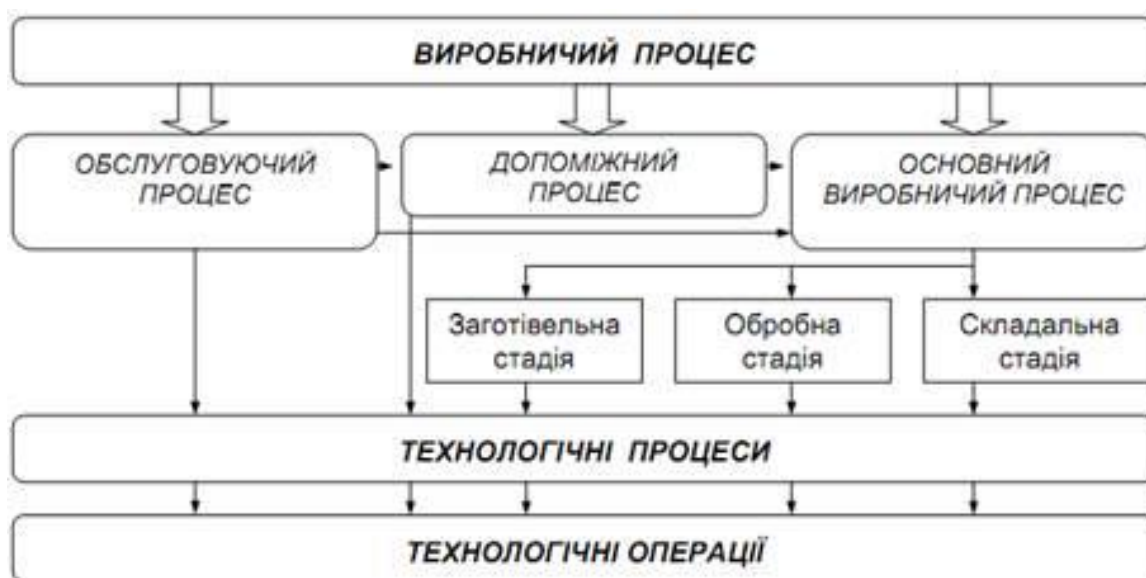 ВИРОБНИЧИЙ ПРОЦЕС
ОБСЛУГОВУЮЧИЙ
ПРОЦЕС
ДОПОМІЖНИЙ
ПРОЦЕС
ОСНОВНИЙ
ВИРОБНИЧИЙ ПРОЦЕС
Заготівельна
стадія
Обробна
стадія
Складальна
стадія
ТЕХНОЛОГІЧНІ ПРОЦЕСИ
ТЕХНОЛОГІЧНІ ОПЕРАЦІЇ